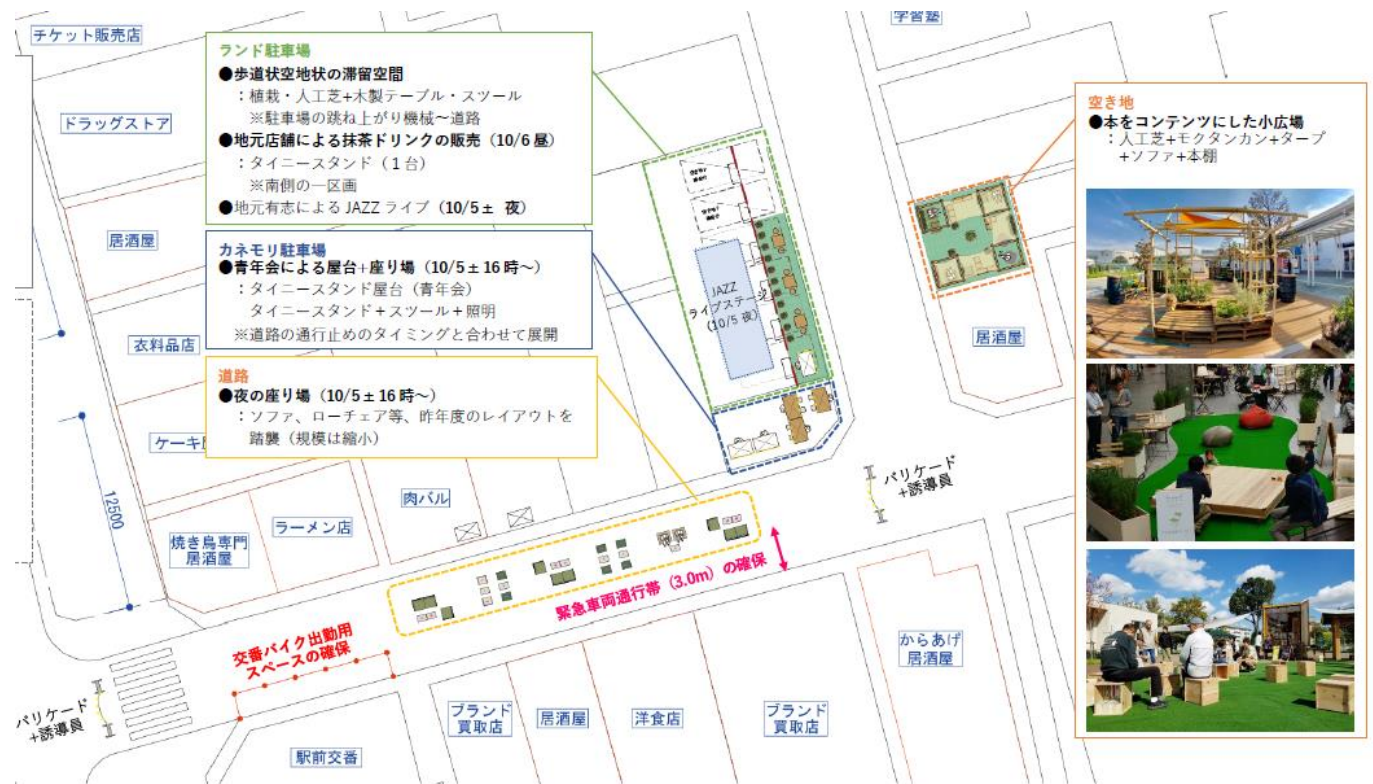 チケット販売店
学習塾
ドラッグストア
居酒屋
衣料品店
ケーキ
12500
焼き鳥専門
居酒屋
ラーメン店
肉バル
ランド駐車場
●歩道状空地状の滞留空間
：植栽・人工芝+木製テーブル・スツール
※駐車場の跳ね上がり機械～道路
●地元店舗による抹茶ドリンクの販売（10/6 昼）
：タイニースタンド（1台）
※南側の一区画
●地元有志による JAZZ ライブ（10/5± 夜）
カネモリ駐車場
●青年会による屋台+座り場（10/5± 16 時～）
：タイニースタンド屋台（青年会）
タイニースタンド+スツール+照明
※道路の通行止めのタイミングと合わせて展開
道路
●夜の座り場（10/5± 16 時～）
：ソファ、ローチェア等、昨年度のレイアウトを
踏襲（規模は縮小）
JAZZ
ライブステージ
（10/5 夜）
空き地
●本をコンテンツにした小広場
：人工芝+モクタンカン+タープ
+ソファ+本棚
居酒屋
バリケード
+誘導員
緊急車両通行帯（3.0m）の確保
交番バイク出動用
スペースの確保
バリケード
+誘導員
駅前交番
ブランド
買取店
居酒屋
洋食店
ブランド
買取店
からあげ
居酒屋